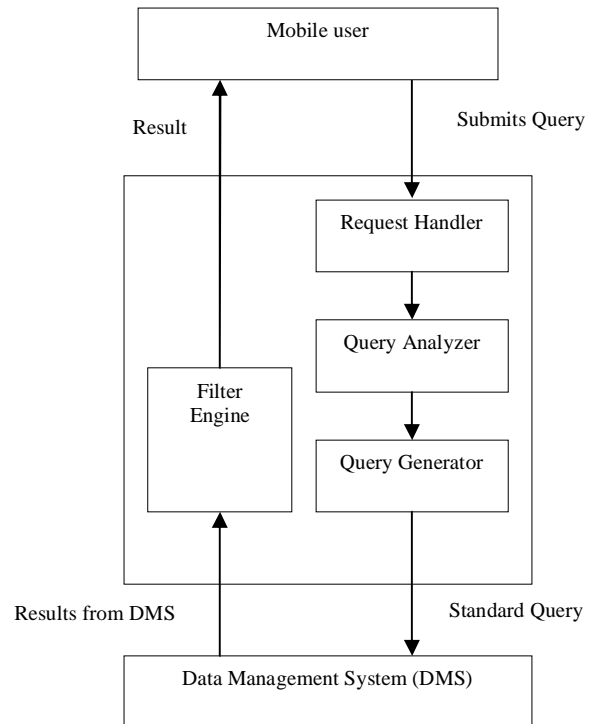 Mobile user
Result
Submits Query
Request Handler
Query Analyzer
Filter
Engine
Query Generator
Results from DMS
Standard Query
Data Management System (DMS)